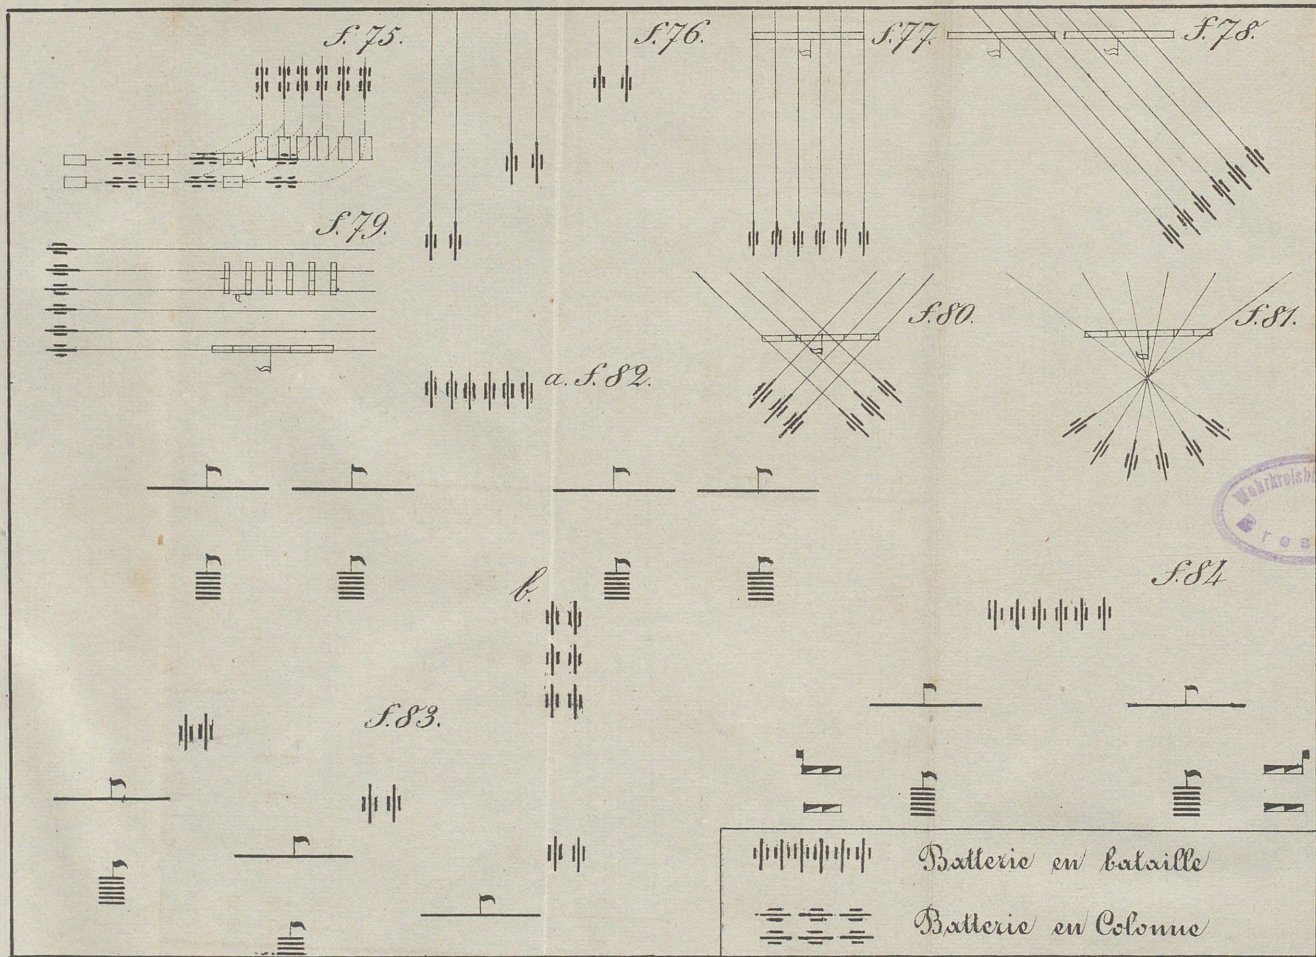 f. 75.
f. 76.
f. 77.
f. 78.
f. 79.
f. 80.
f. 81.
a. f. 82.
b.
f. 83.
f. 84
Batterie en bataille
Batterie en Colonne